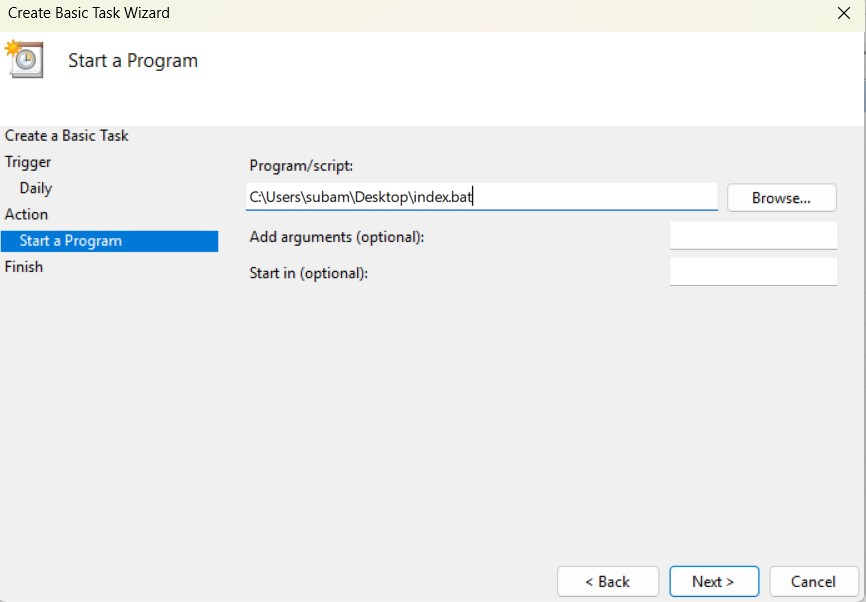 Create Basic Task Wizard
Start a Program
Create a Basic Task
Trigger
Daily
Action
Start a Program
Finish
Program/script:
C:\Users\subam\Desktop\index.bat
Browse...
Add arguments (optional):
Start in (optional):
< Back
Next >
Cancel